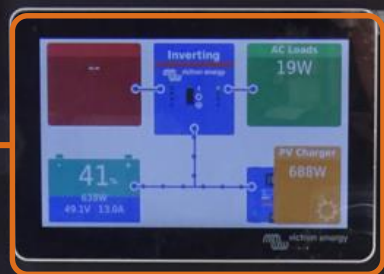 Inverting
victron energy
AC Loads
19W
--
41%
638W
49.1V 13.0A
PV Charger
688W
victron energy